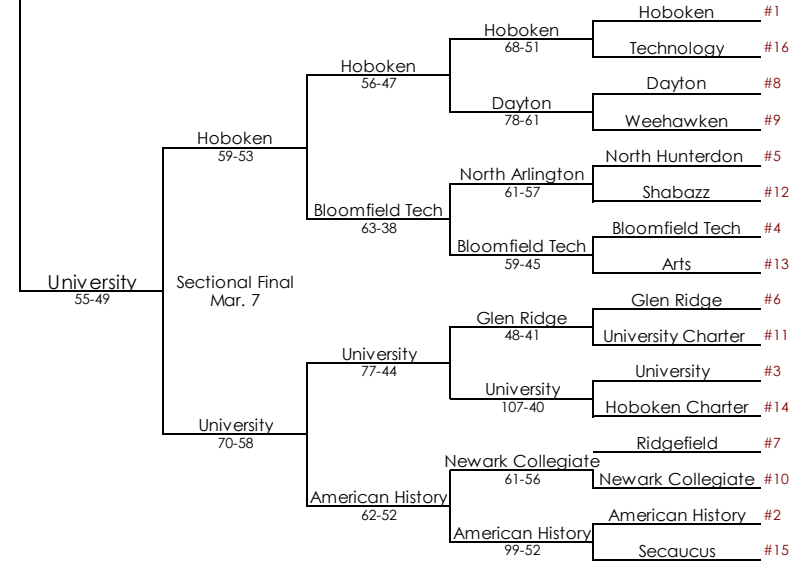 Hoboken #1
Hoboken
68-51
Technology #16
Hoboken
56-47
Dayton #8
Dayton
78-61
Weehawken #9
Hoboken
59-53
North Hunterdon #5
North Arlington
61-57
Shabazz #12
Bloomfield Tech
63-38
Bloomfield Tech #4
Bloomfield Tech
59-45
Arts #13
University
55-49
Sectional Final
Mar. 7
Glen Ridge #6
Glen Ridge
48-41
University Charter #11
University
77-44
University #3
University
107-40
Hoboken Charter #14
University
70-58
Ridgefield #7
Newark Collegiate
61-56
Newark Collegiate #10
American History
62-52
American History #2
American History
99-52
Secaucus #15